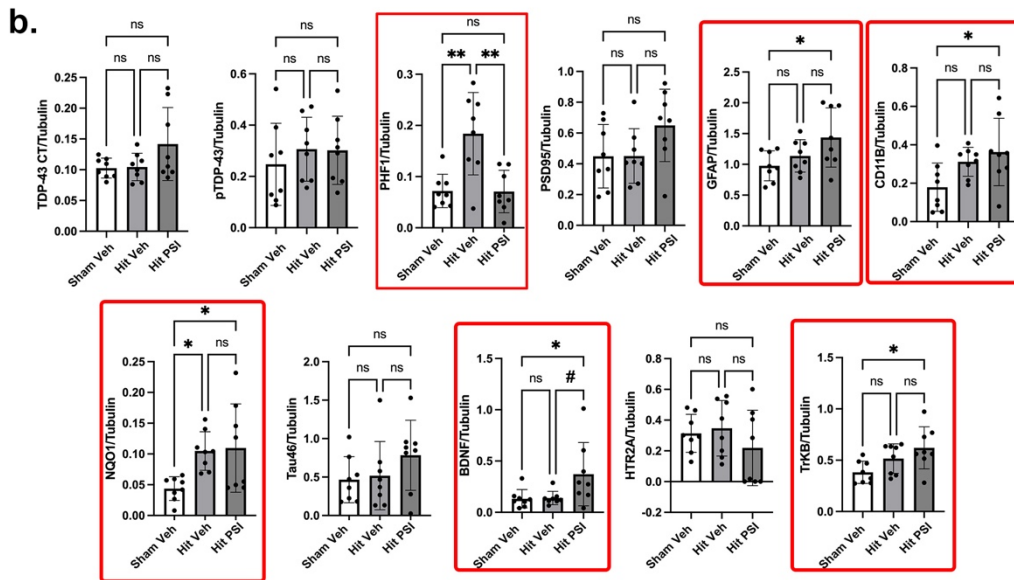 b.
ns
ns ns
TDP-43 CT/Tubulin
0.25
0.20
0.15
0.10
0.05
0.00
Sham Veh
Hit Veh
Hit PSI
ns
ns ns
pTDP-43/Tubulin
0.6
0.4
0.2
0.0
Sham Veh
Hit Veh
Hit PSI
ns
** **
PHF1/Tubulin
0.3
0.2
0.1
0.0
Sham Veh
Hit Veh
Hit PSI
ns
ns ns
PSD95/Tubulin
1.0
0.8
0.6
0.4
0.2
0.0
Sham Veh
Hit Veh
Hit PSI
*
ns ns
GFAP/Tubulin
2.5
2.0
1.5
1.0
0.5
0.0
Sham Veh
Hit Veh
Hit PSI
*
ns ns
CD11B/Tubulin
0.8
0.6
0.4
0.2
0.0
Sham Veh
Hit Veh
Hit PSI
*
* ns
NQO1/Tubulin
0.25
0.20
0.15
0.10
0.05
0.00
Sham Veh
Hit Veh
Hit PSI
ns
ns ns
Tau46/Tubulin
2.0
1.5
1.0
0.5
0.0
Sham Veh
Hit Veh
Hit PSI
*
ns #
BDNF/Tubulin
1.5
1.0
0.5
0.0
Sham Veh
Hit Veh
Hit PSI
ns
ns ns
HTR2A/Tubulin
0.8
0.6
0.4
0.2
0.0
-0.2
Sham Veh
Hit Veh
Hit PSI
*
ns ns
TrKB/Tubulin
1.5
1.0
0.5
0.0
Sham Veh
Hit Veh
Hit PSI